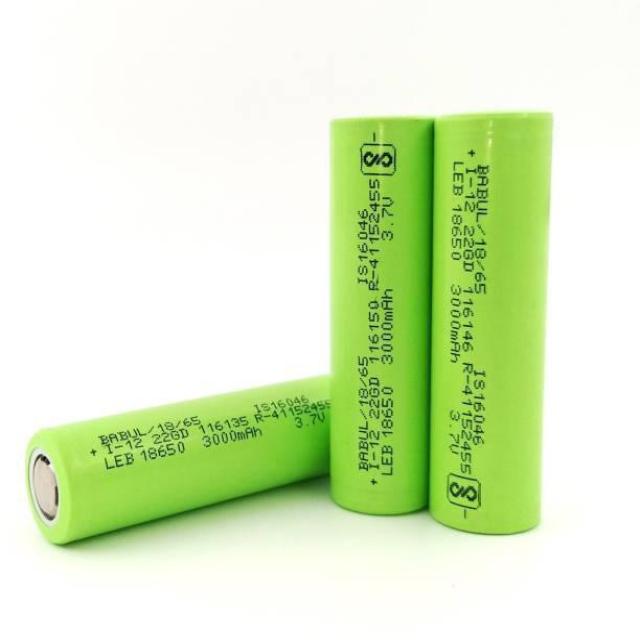 BABUL/18/65 IS16046
+ I-12 22GD 116135 R-41152455
LEB 18650 3000mAh 3.7V
BABUL/18/65 IS16046
+ I-12 22GD 116150 R-41152455 -
LEB 18650 3000mAh 3.7V
BABUL/18/65 IS16046
+ I-12 22GD 116146 R-41152455 -
LEB 18650 3000mAh 3.7V